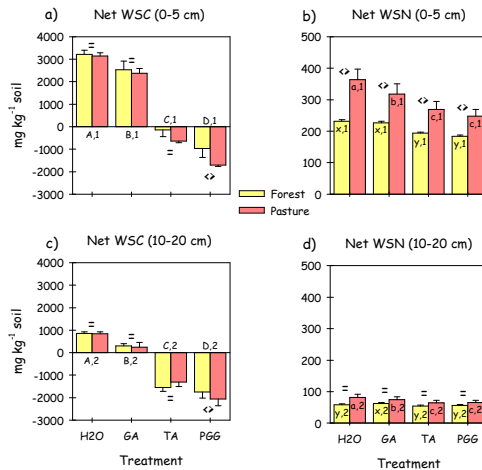 a) Net WSC (0-5 cm)
mg kg-1 soil
4000
3000
2000
1000
0
-1000
-2000
-3000
=
A,1
=
B,1
C,1
=
D,1
<>
b) Net WSN (0-5 cm)
500
400
300
200
100
0
<> <> <> <>
x,1 a,1 x,1 b,1 y,1 c,1 y,1 c,1
Forest
Pasture
c) Net WSC (10-20 cm)
mg kg-1 soil
4000
3000
2000
1000
0
-1000
-2000
-3000
=
A,2
=
B,2
C,2
=
D,2
<>
H2O GA TA PGG
Treatment
d) Net WSN (10-20 cm)
500
400
300
200
100
0
= = = =
y,2 a,2 x,2 b,2 y,2 c,2 y,2 c,2
H2O GA TA PGG
Treatment